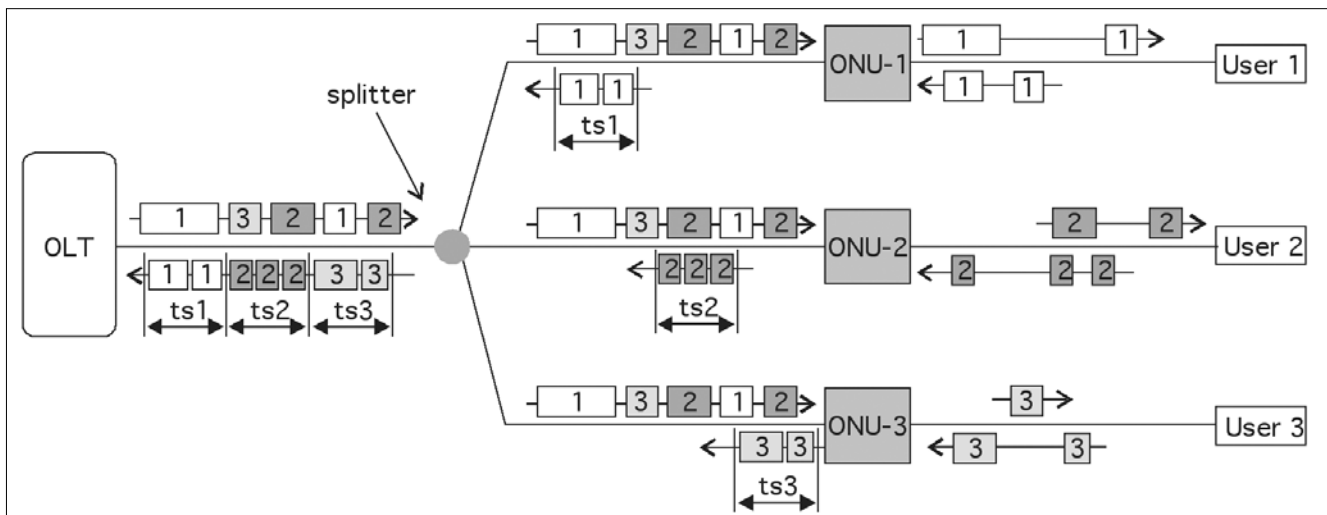 1 3 2 1 2
ONU-1
1 1
User 1
1 1
1 1
ts1
splitter
OLT
1 3 2 1 2
1 1 2 2 2 3 3
ts1 ts2 ts3
1 3 2 1 2
ONU-2
2 2
User 2
2 2 2
2 2 2
ts2
1 3 2 1 2
ONU-3
3
User 3
3 3
3 3
ts3